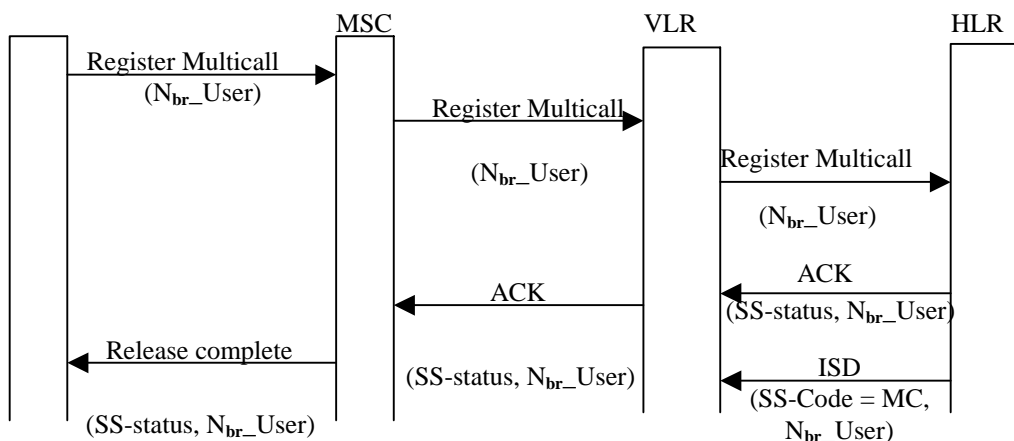 MSC
VLR
HLR
Register Multicall
(Nbr_User)
Register Multicall
(Nbr_User)
Register Multicall
(Nbr_User)
ACK
(SS-status, Nbr_User)
ACK
(SS-status, Nbr_User)
Release complete
(SS-status, Nbr_User)
ISD
(SS-Code = MC,
Nbr_User)